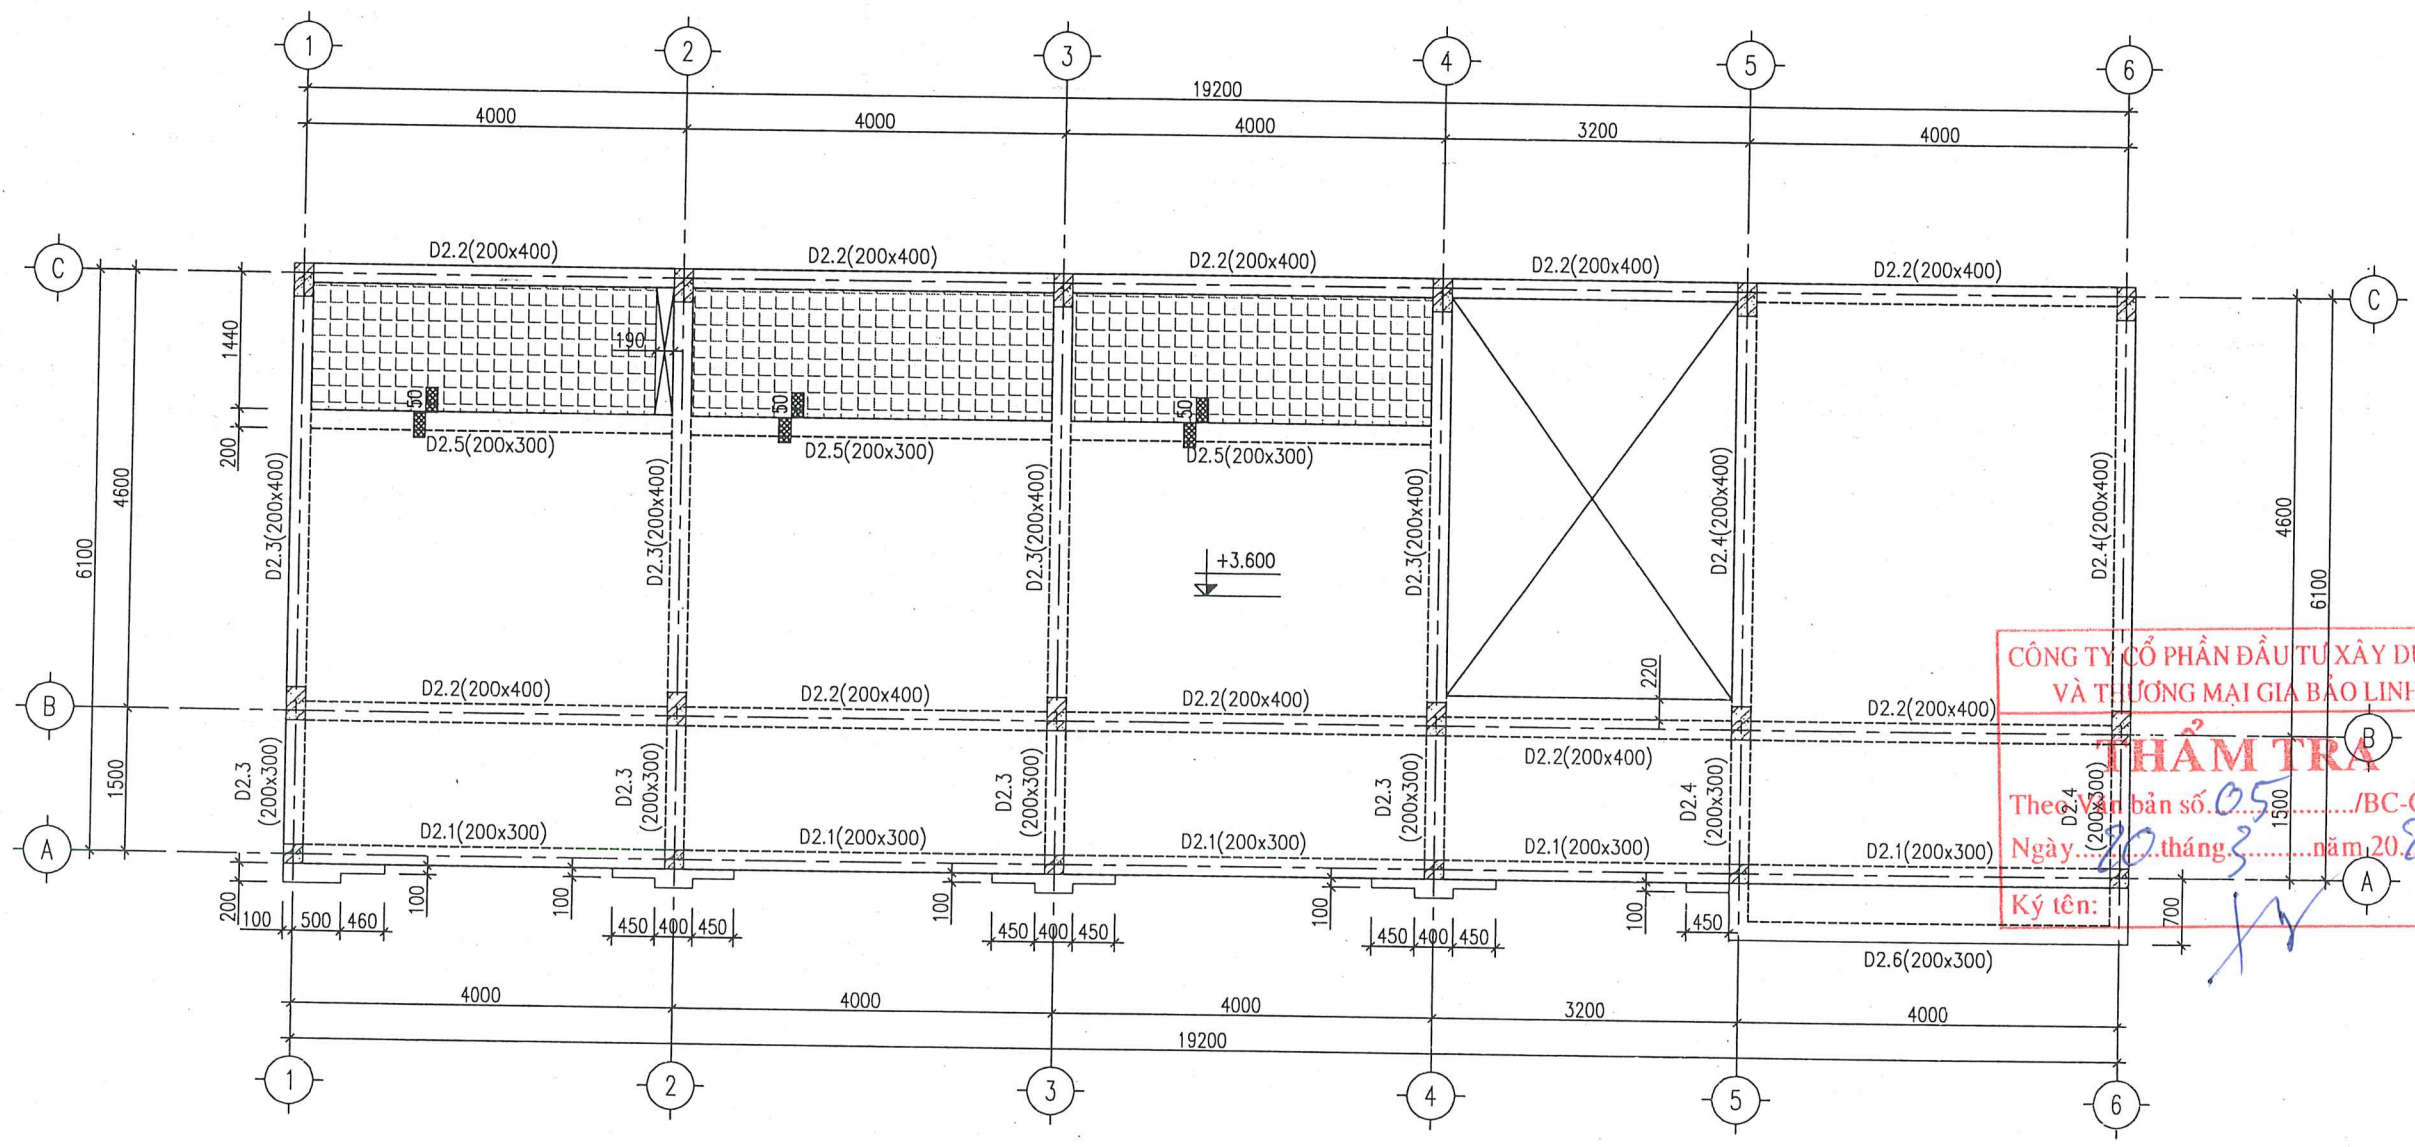 1 2 3 4 5 6
19200
4000 4000 4000 3200 4000
C D2.2(200x400) D2.2(200x400) D2.2(200x400) D2.2(200x400) D2.2(200x400) C
1440
190
50 50 50
200
D2.5(200x300) D2.5(200x300) D2.5(200x300)
D2.3(200x400) D2.3(200x400) D2.3(200x400) D2.3(200x400) D2.4(200x400) D2.4(200x400)
6100 4600 4600 6100
+3.600
220
B D2.2(200x400) D2.2(200x400) D2.2(200x400) D2.2(200x400) D2.2(200x400) B
1500 1500
D2.3 D2.3 D2.3 D2.3 D2.4 D2.4
(200x300) (200x300) (200x300) (200x300) (200x300) (200x300)
A D2.1(200x300) D2.1(200x300) D2.1(200x300) D2.1(200x300) D2.1(200x300) A
200 100 100 100 100 100 700
100 500 460 450 400 450 450 400 450 450 400 450 450
D2.6(200x300)
4000 4000 4000 3200 4000
19200
1 2 3 4 5 6
CÔNG TY CỔ PHẦN ĐẦU TƯ XÂY
VÀ THƯƠNG MẠI GIA BẢO LINH
THẨM TRA
Theo Văn bản số 05 /BC-
Ngày 20 tháng 3 năm 20
Ký tên: